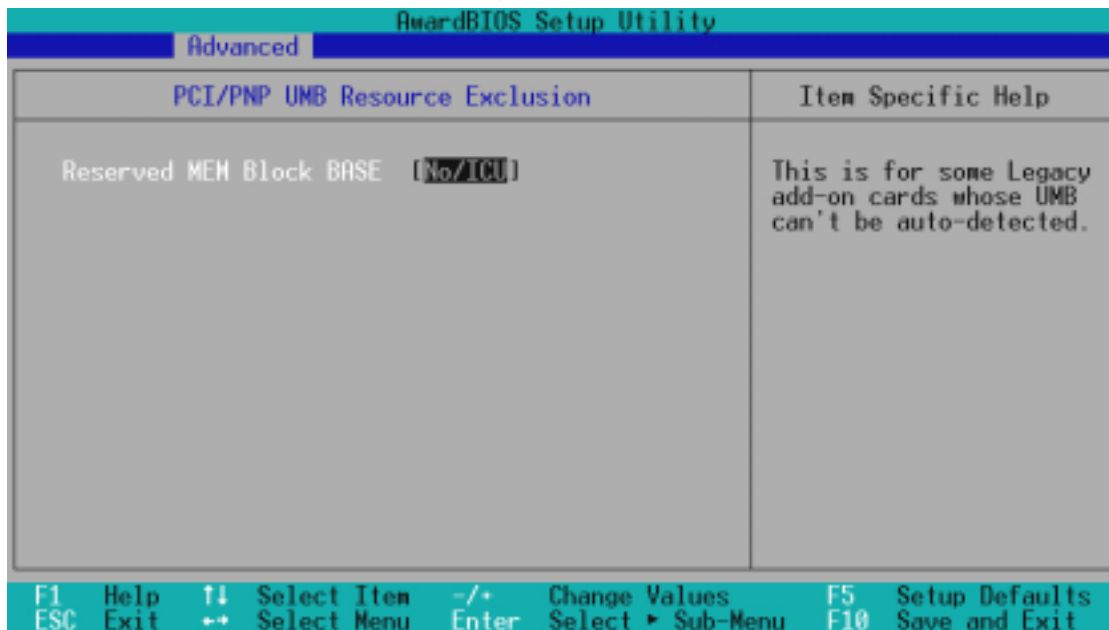 AwardBIOS Setup Utility
Advanced
PCI/PNP UMB Resource Exclusion
Item Specific Help
Reserved MEM Block BASE [No/ICU]
This is for some Legacy
add-on cards whose UMB
can't be auto-detected.
F1 Help ↑↓ Select Item -/+ Change Values F5 Setup Defaults
ESC Exit ←→ Select Menu Enter Select ► Sub-Menu F10 Save and Exit